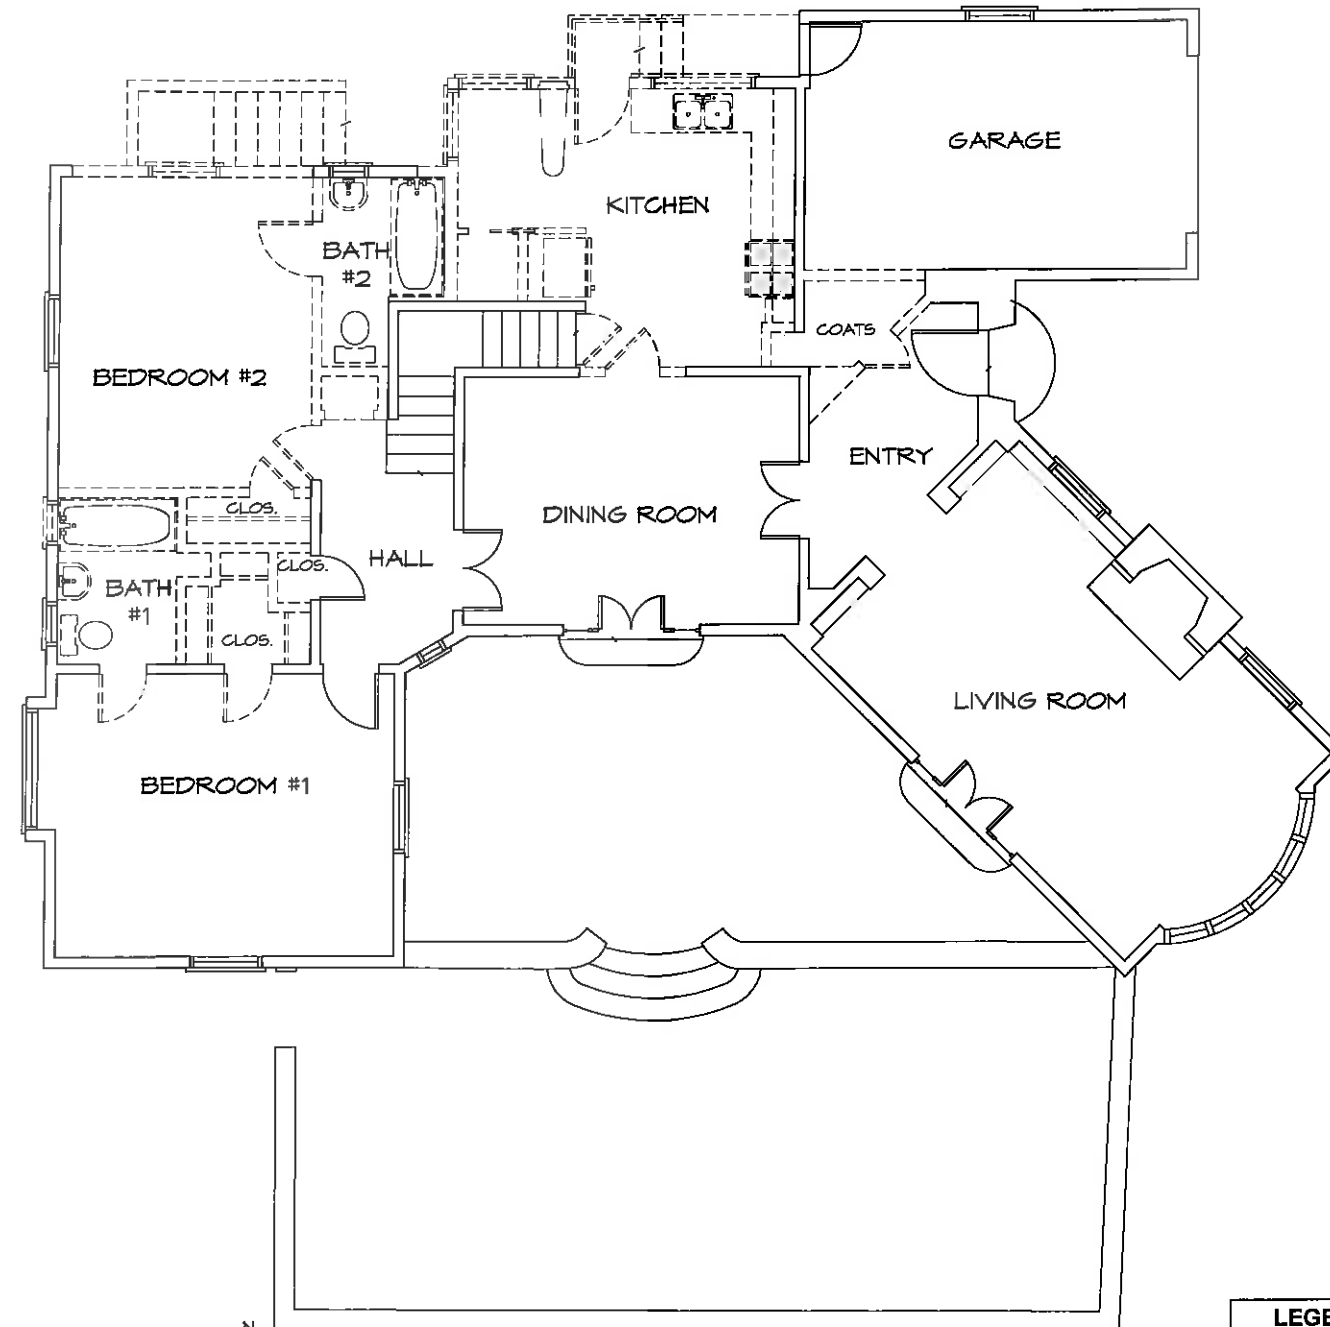 GARAGE
KITCHEN
BATH
#2
COATS
BEDROOM #2
ENTRY
CLOS.
DINING ROOM
HALL
CLOS.
BATH
#1
CLOS.
LIVING ROOM
BEDROOM #1